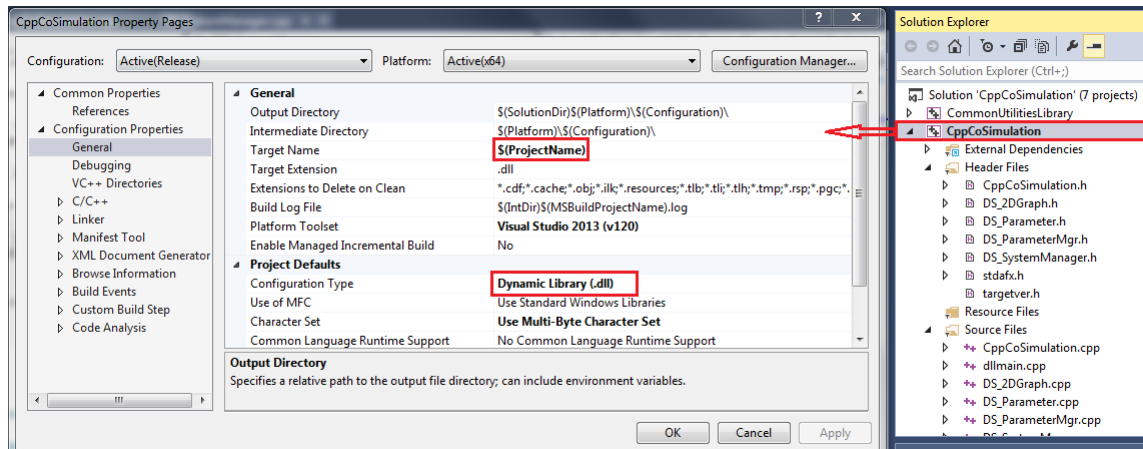 CppCoSimulation Property Pages
Configuration: Active(Release) Platform: Active(x64) Configuration Manager...
Common Properties
References
Configuration Properties
General
Debugging
VC++ Directories
C/C++
Linker
Manifest Tool
XML Document Generator
Browse Information
Build Events
Custom Build Step
Code Analysis
General
Output Directory $(SolutionDir)$(Platform)\$(Configuration)\
Intermediate Directory $(Platform)\$(Configuration)\
Target Name $(ProjectName)
Target Extension .dll
Extensions to Delete on Clean *.cdf;*.cache;*.obj;*.ilk;*.resources;*.tlb;*.tli;*.tlh;*.tmp;*.rsp;*.pgc;*.
Build Log File $(IntDir)$(MSBuildProjectName).log
Platform Toolset Visual Studio 2013 (v120)
Enable Managed Incremental Build No
Project Defaults
Configuration Type Dynamic Library (.dll)
Use of MFC Use Standard Windows Libraries
Character Set Use Multi-Byte Character Set
Common Language Runtime Support No Common Language Runtime Support
Output Directory
Specifies a relative path to the output file directory; can include environment variables.
OK Cancel Apply
Solution Explorer
Search Solution Explorer (Ctrl+;)
Solution 'CppCoSimulation' (7 projects)
CommonUtilitiesLibrary
CppCoSimulation
External Dependencies
Header Files
CppCoSimulation.h
DS_2DGraph.h
DS_Parameter.h
DS_ParameterMgr.h
DS_SystemManager.h
stdafx.h
targetver.h
Resource Files
Source Files
CppCoSimulation.cpp
dllmain.cpp
DS_2DGraph.cpp
DS_Parameter.cpp
DS_ParameterMgr.cpp